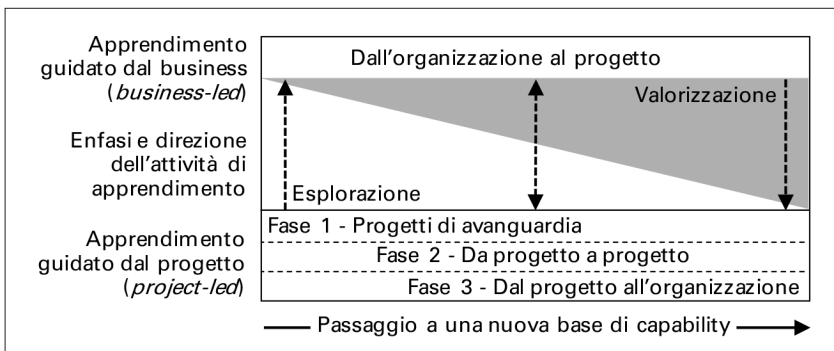 Apprendimento
guidato dal business
(business-led)
Dall'organizzazione al progetto
Valorizzazione
Enfasi e direzione
dell'attività di
apprendimento
Esplorazione
Apprendimento
guidato dal progetto
(project-led)
Fase 1 - Progetti di avanguardia
Fase 2 - Da progetto a progetto
Fase 3 - Dal progetto all'organizzazione
Passaggio a una nuova base di capability